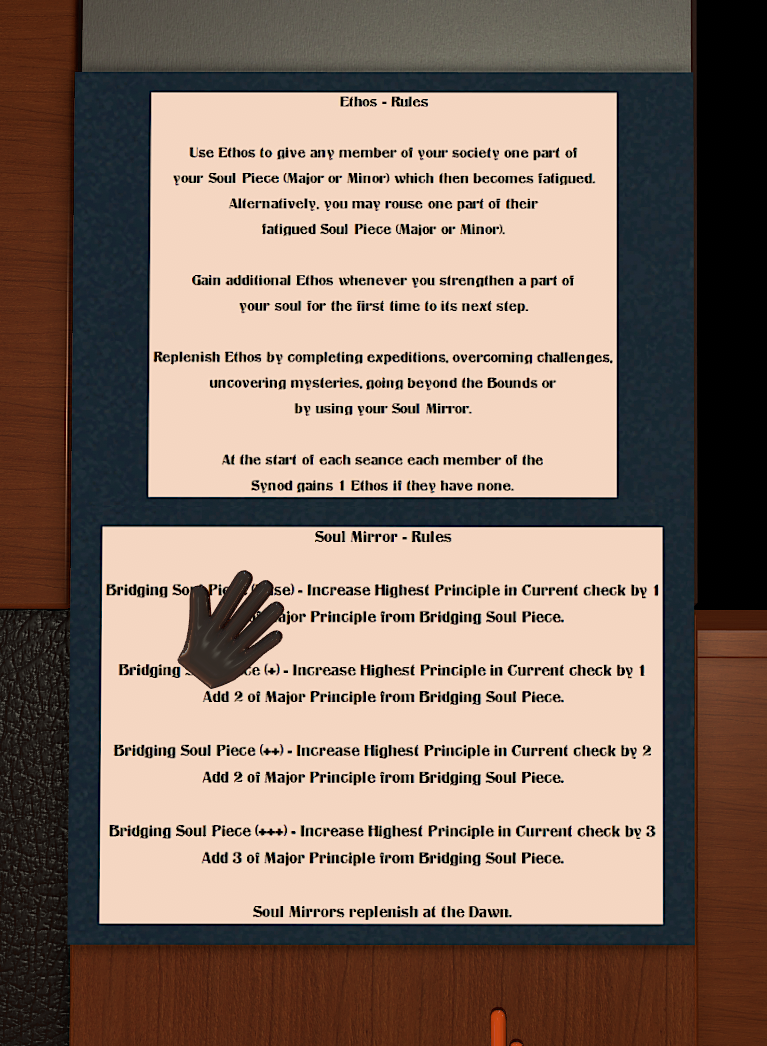 Ethos - Rules
Use Ethos to give any member of your society one part of
your Soul Piece (Major or Minor) which then becomes fatigued.
Alternatively, you may rouse one part of their
fatigued Soul Piece (Major or Minor).
Gain additional Ethos whenever you strengthen a part of
your soul for the first time to its next step.
Replenish Ethos by completing expeditions, overcoming challenges,
uncovering mysteries, going beyond the Bounds or
by using your Soul Mirror.
At the start of each seance each member of the
Synod gains 1 Ethos if they have none.
Soul Mirror - Rules
Bridging - Increase Highest Principle in Current check by 1
Principle from Bridging Soul Piece.
Bridging (+) - Increase Highest Principle in Current check by 1
Add 2 of Major Principle from Bridging Soul Piece.
Bridging Soul Piece (++) - Increase Highest Principle in Current check by 2
Add 2 of Major Principle from Bridging Soul Piece.
Bridging Soul Piece (+++) - Increase Highest Principle in Current check by 3
Add 3 of Major Principle from Bridging Soul Piece.
Soul Mirrors replenish at the Dawn.